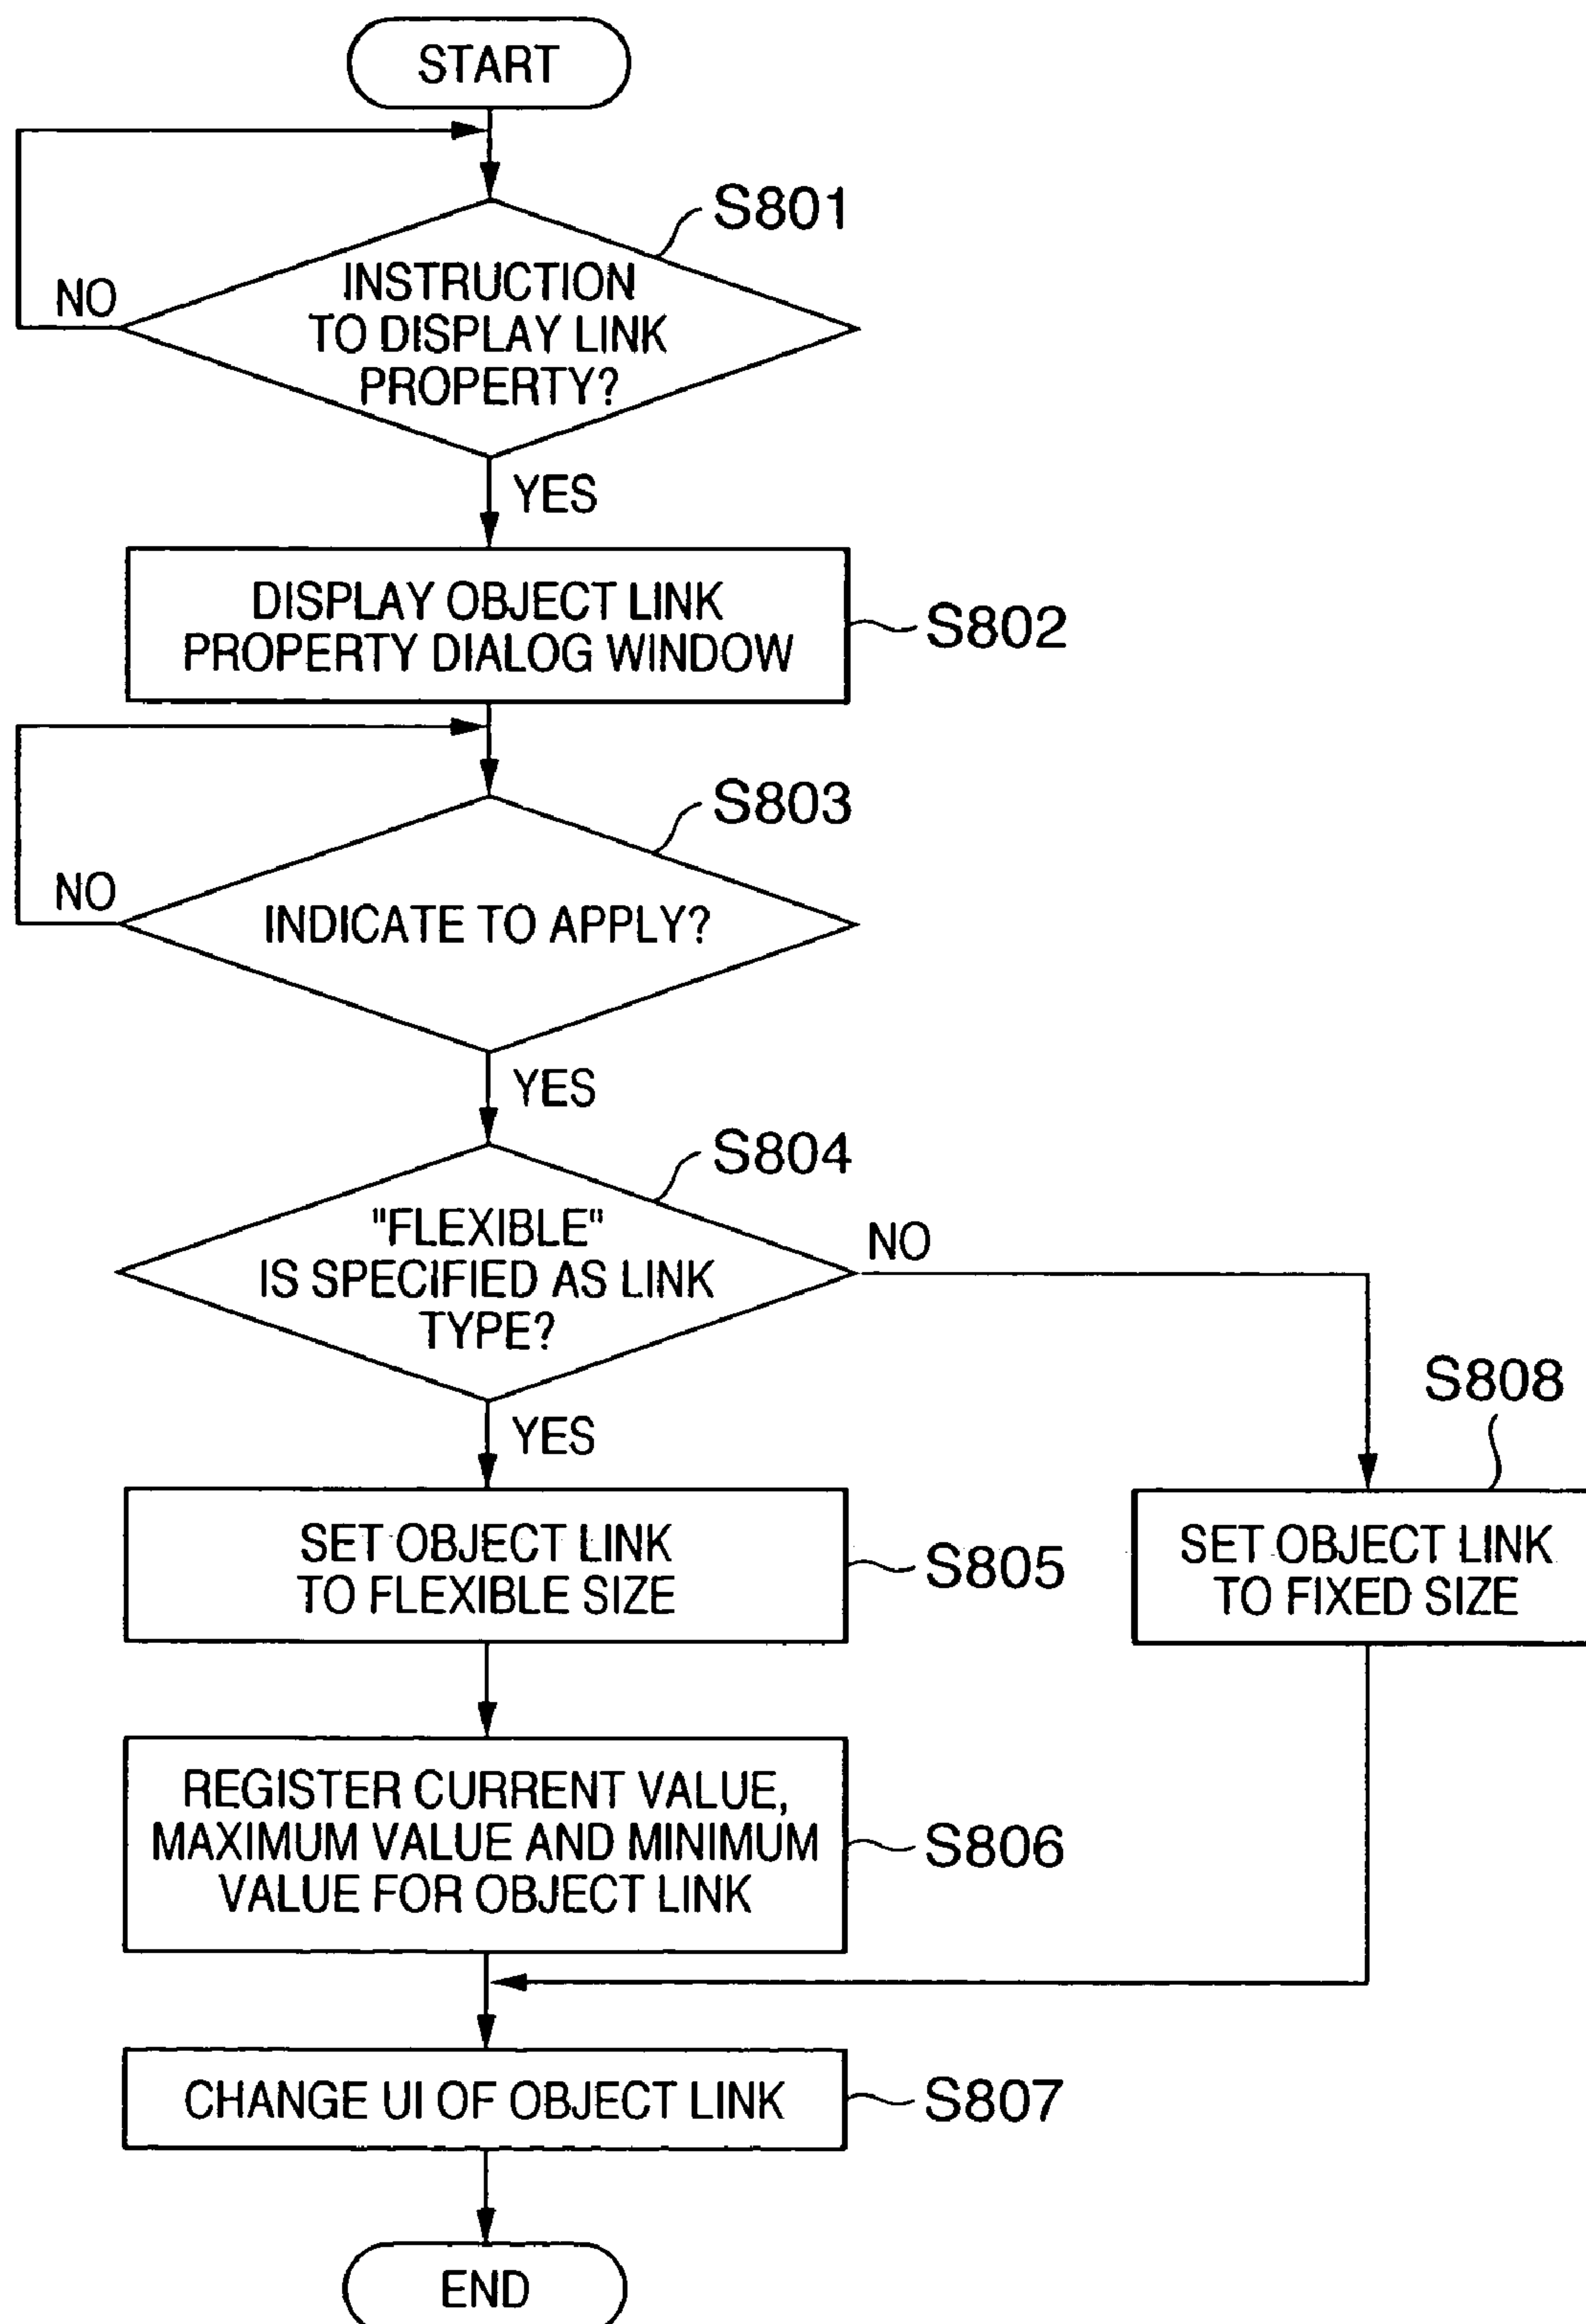 START
S801
INSTRUCTION
TO DISPLAY LINK
PROPERTY?
NO
YES
DISPLAY OBJECT LINK
PROPERTY DIALOG WINDOW
S802
S803
INDICATE TO APPLY?
NO
YES
S804
"FLEXIBLE"
IS SPECIFIED AS LINK
TYPE?
NO
YES
S808
SET OBJECT LINK
TO FLEXIBLE SIZE
S805
SET OBJECT LINK
TO FIXED SIZE
REGISTER CURRENT VALUE,
MAXIMUM VALUE AND MINIMUM
VALUE FOR OBJECT LINK
S806
CHANGE UI OF OBJECT LINK
S807
END